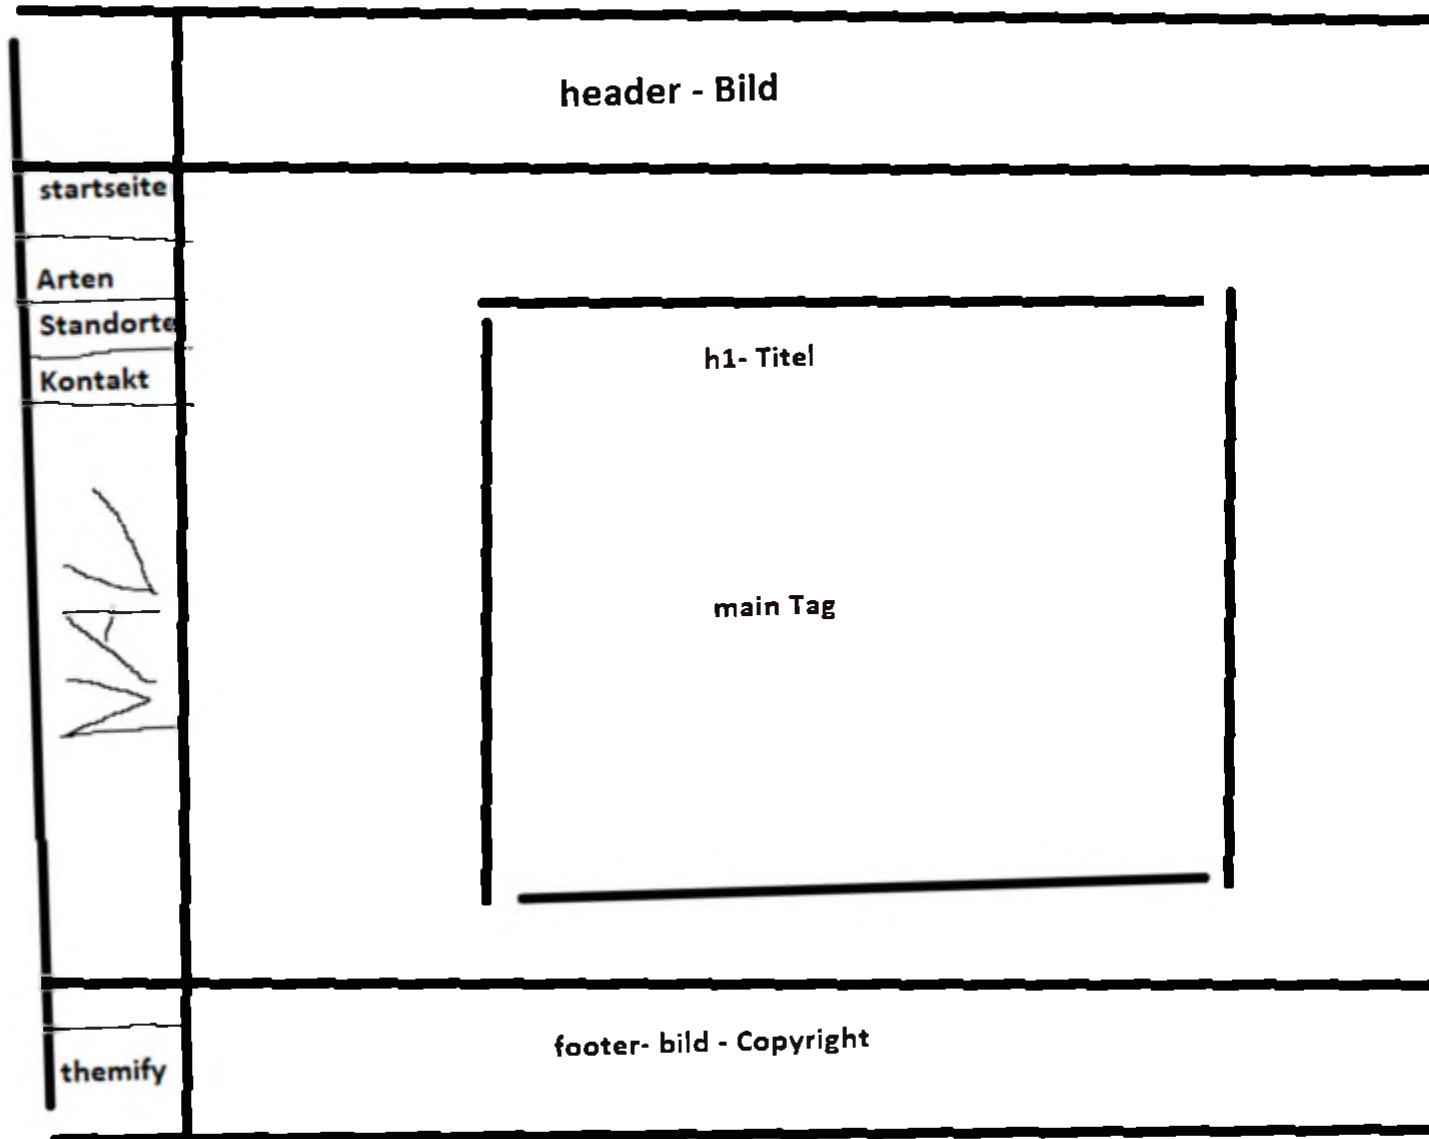 header - Bild
startseite
Arten
Standorte
Kontakt
h1- Titel
NAV
main Tag
footer- bild - Copyright
themify